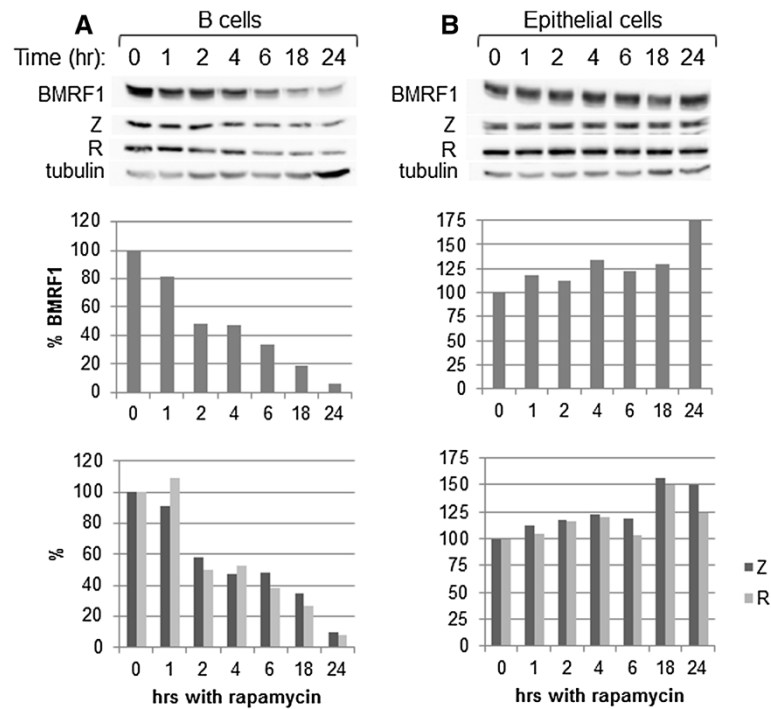 A B cells
Time (hr): 0 1 2 4 6 18 24
BMRF1
Z
R
tubulin
120
100
80
60
40
20
0
% BMRF1
0 1 2 4 6 18 24
120
100
80
60
40
20
0
%
0 1 2 4 6 18 24
hrs with rapamycin
B Epithelial cells
0 1 2 4 6 18 24
BMRF1
Z
R
tubulin
175
150
125
100
75
50
25
0
0 1 2 4 6 18 24
175
150
125
100
75
50
25
0
0 1 2 4 6 18 24
hrs with rapamycin
Z
R